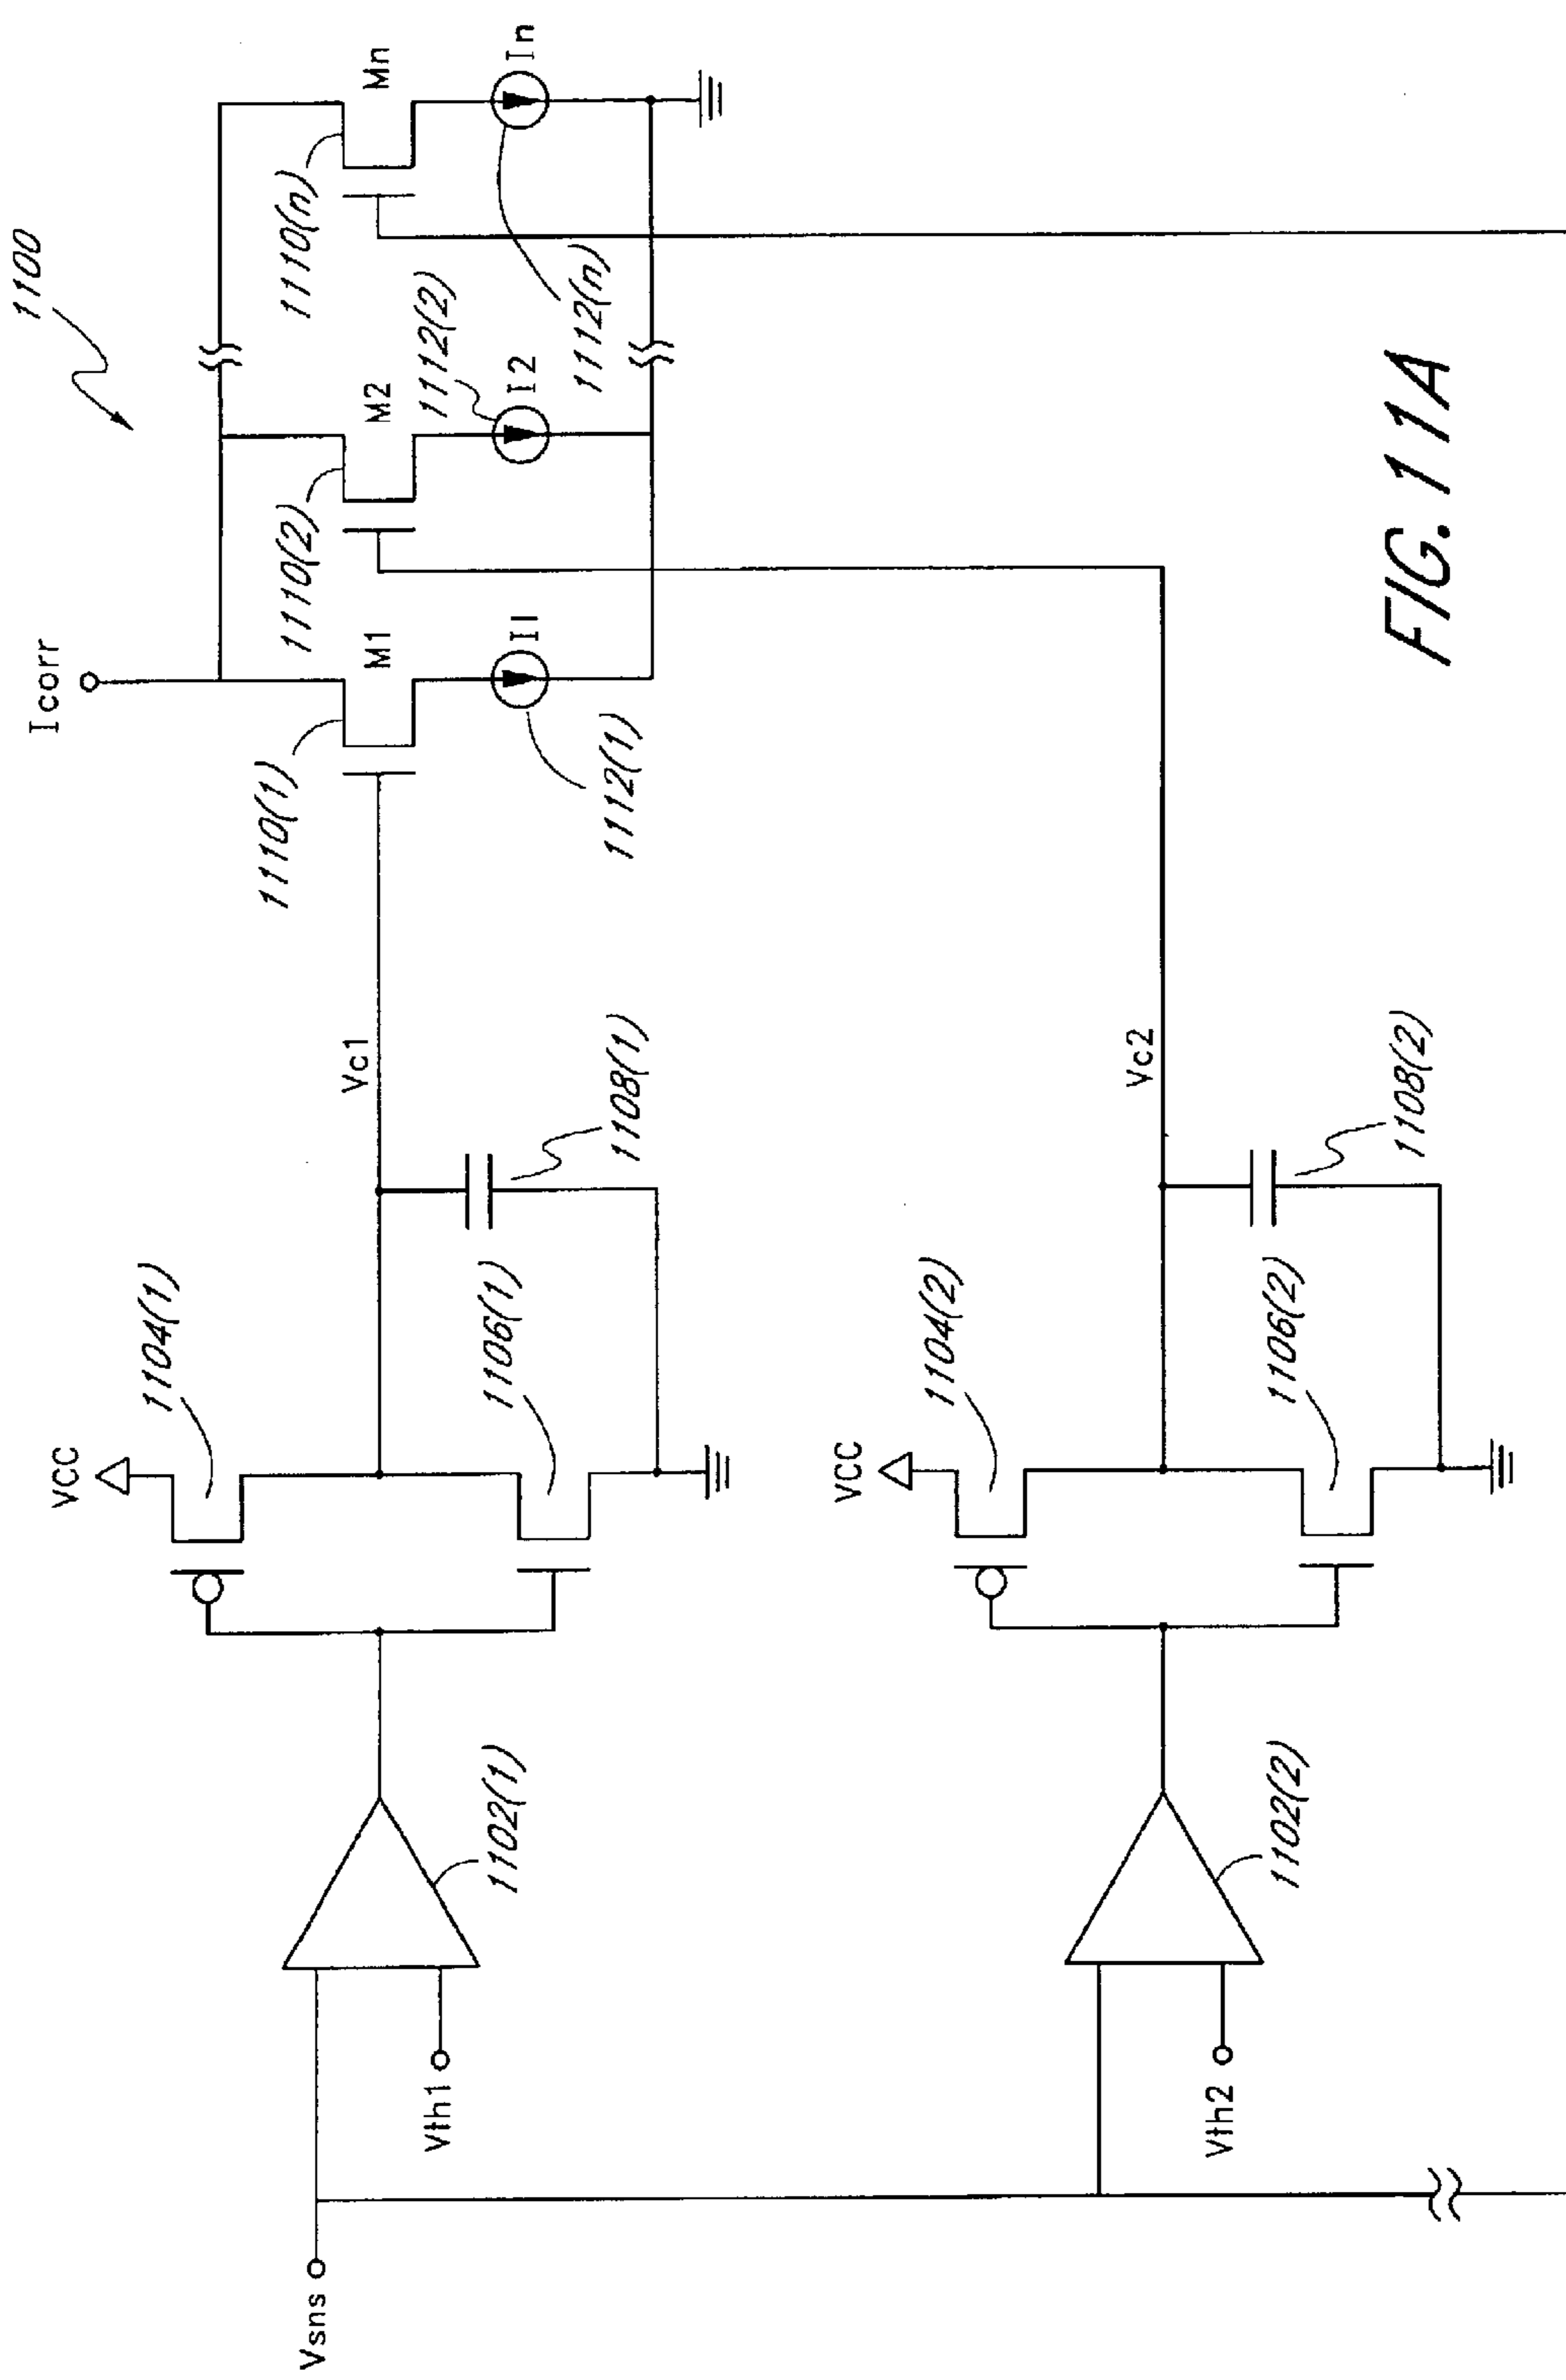 1100
Icorr
1110(1)
M1
1110(2)
M2
1110(n)
Mn
I1
1112(1)
I2
1112(2)
In
1112(n)
VCC
1104(1)
Vc1
1106(1)
1108(1)
Vsns
Vth1
1102(1)
VCC
1104(2)
Vc2
1106(2)
1108(2)
Vth2
1102(2)
FIG. 11A